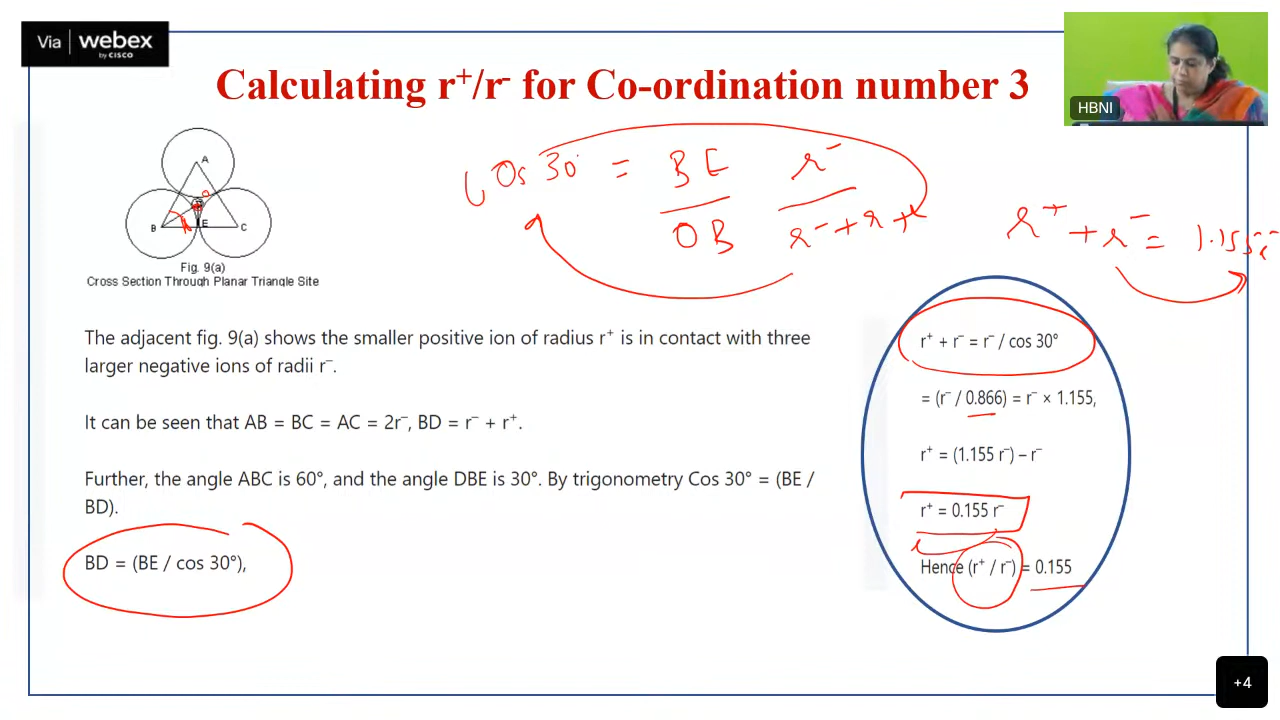 Via webex
by CISCO
Calculating r⁺/r⁻ for Co-ordination number 3
HBNI
A
B
E
C
Fig. 9(a)
Cross Section Through Planar Triangle Site
Cos 30° = BE / OB r⁻ / r⁻ + r⁺
r⁺ + r⁻ = 1.155 r⁻
The adjacent fig. 9(a) shows the smaller positive ion of radius r⁺ is in contact with three
larger negative ions of radii r⁻.
It can be seen that AB = BC = AC = 2r⁻, BD = r⁻ + r⁺.
Further, the angle ABC is 60°, and the angle DBE is 30°. By trigonometry Cos 30° = (BE /
BD).
BD = (BE / cos 30°),
r⁺ + r⁻ = r⁻ / cos 30°
= (r⁻ / 0.866) = r⁻ × 1.155,
r⁺ = (1.155 r⁻) – r⁻
r⁺ = 0.155 r⁻
Hence (r⁺ / r⁻) = 0.155
+4